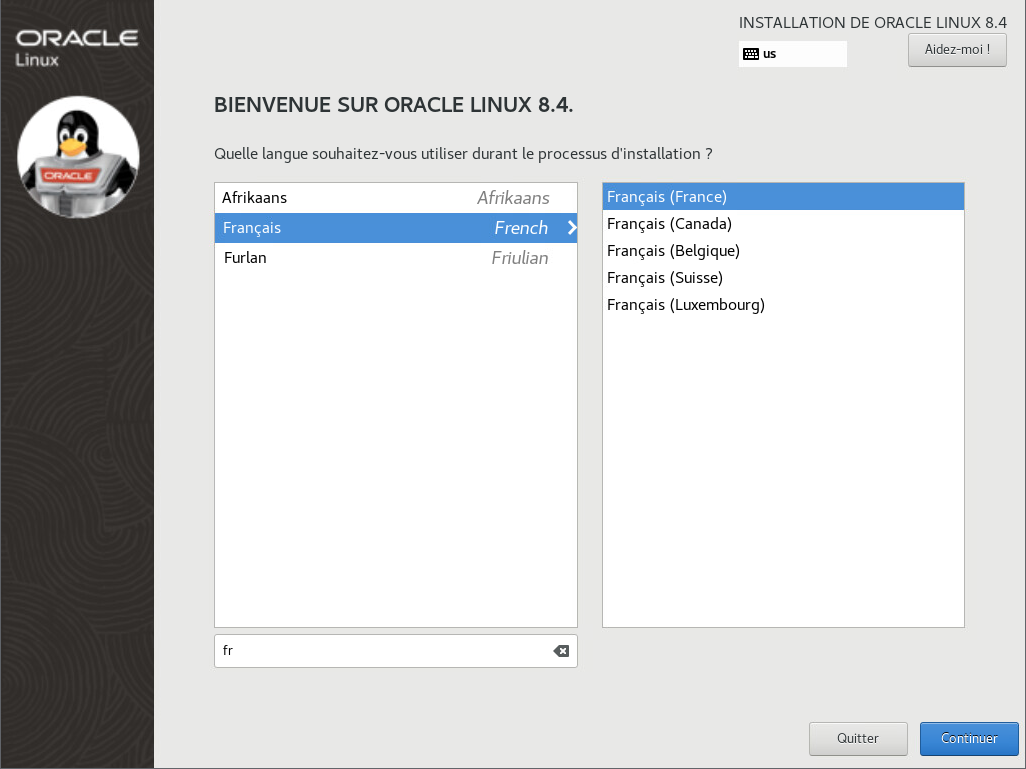 ORACLE
Linux
ORACLE
INSTALLATION DE ORACLE LINUX 8.4
us
Aidez-moi !
BIENVENUE SUR ORACLE LINUX 8.4.
Quelle langue souhaitez-vous utiliser durant le processus d'installation ?
Afrikaans Afrikaans
Français French
Furlan Friulian
Français (France)
Français (Canada)
Français (Belgique)
Français (Suisse)
Français (Luxembourg)
fr
Quitter
Continuer